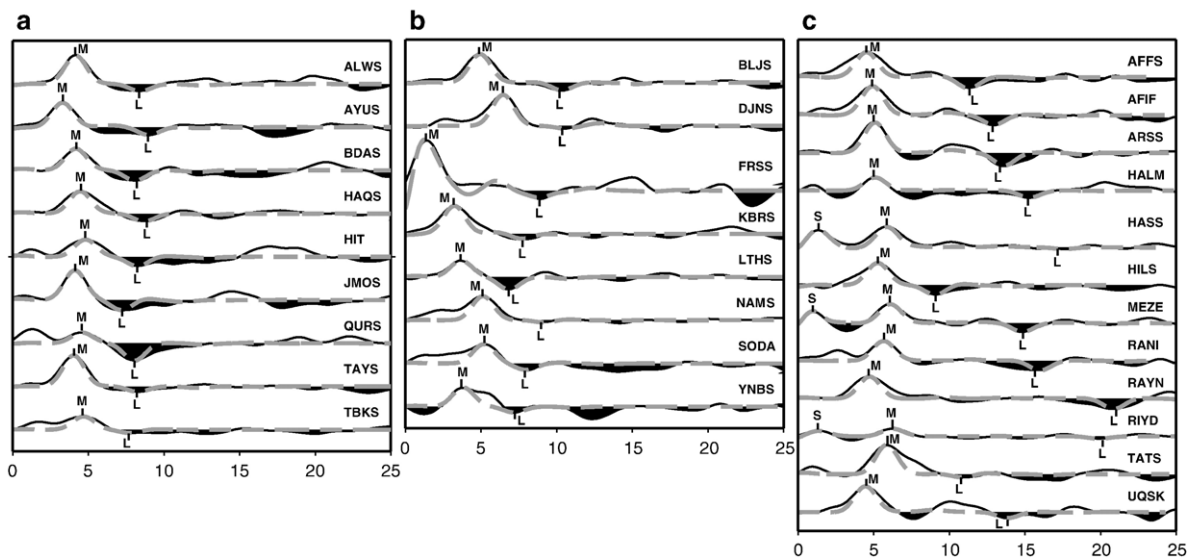 a
ALWS
M
L
AYUS
M
L
BDAS
M
L
HAQS
M
L
HIT
M
L
JMOS
M
L
QURS
M
L
TAYS
M
L
TBKS
M
L
0 5 10 15 20 25
b
BLJS
M
L
DJNS
M
L
FRSS
M
L
KBRS
M
L
LTHS
M
L
NAMS
M
L
SODA
M
L
YNBS
M
L
0 5 10 15 20 25
c
AFFS
M
L
AFIF
M
L
ARSS
M
L
HALM
M
L
HASS
S
M
L
HILS
M
L
MEZE
S
M
L
RANI
M
L
RAYN
M
L
RIYD
S
M
L
TATS
M
L
UQSK
M
L
0 5 10 15 20 25